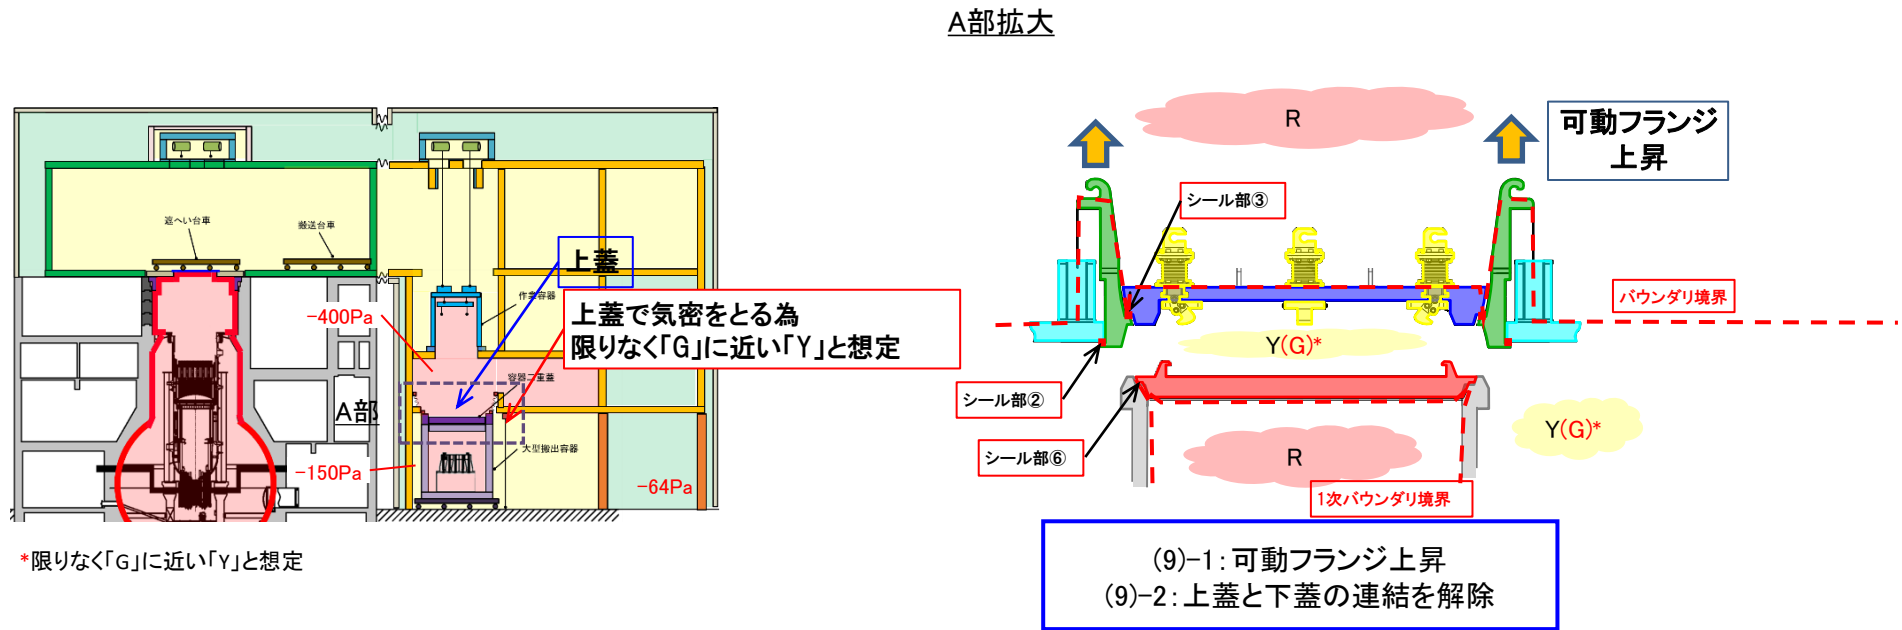 A部拡大
R
可動フランジ
上昇
遮へい台車
搬送台車
シール部③
上蓋
作業容器
バウンダリ境界
-400Pa
上蓋で気密をとる為
限りなく「G」に近い「Y」と想定
Y(G)*
容器二重蓋
シール部②
A部
Y(G)*
大型搬出容器
シール部⑥
R
-150Pa
-64Pa
1次バウンダリ境界
*限りなく「G」に近い「Y」と想定
(9)-1:可動フランジ上昇
(9)-2:上蓋と下蓋の連結を解除